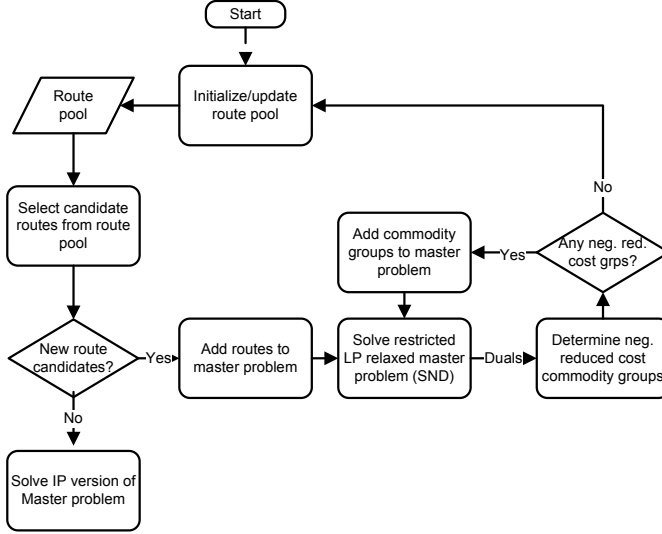 Start
Initialize/update
route pool
Route
pool
Select candidate
routes from route
pool
New route
candidates?
Yes
No
Solve IP version of
Master problem
Add routes to
master problem
Add commodity
groups to master
problem
Solve restricted
LP relaxed master
problem (SND)
Duals
Determine neg.
reduced cost
commodity groups
Any neg. red.
cost grps?
Yes
No